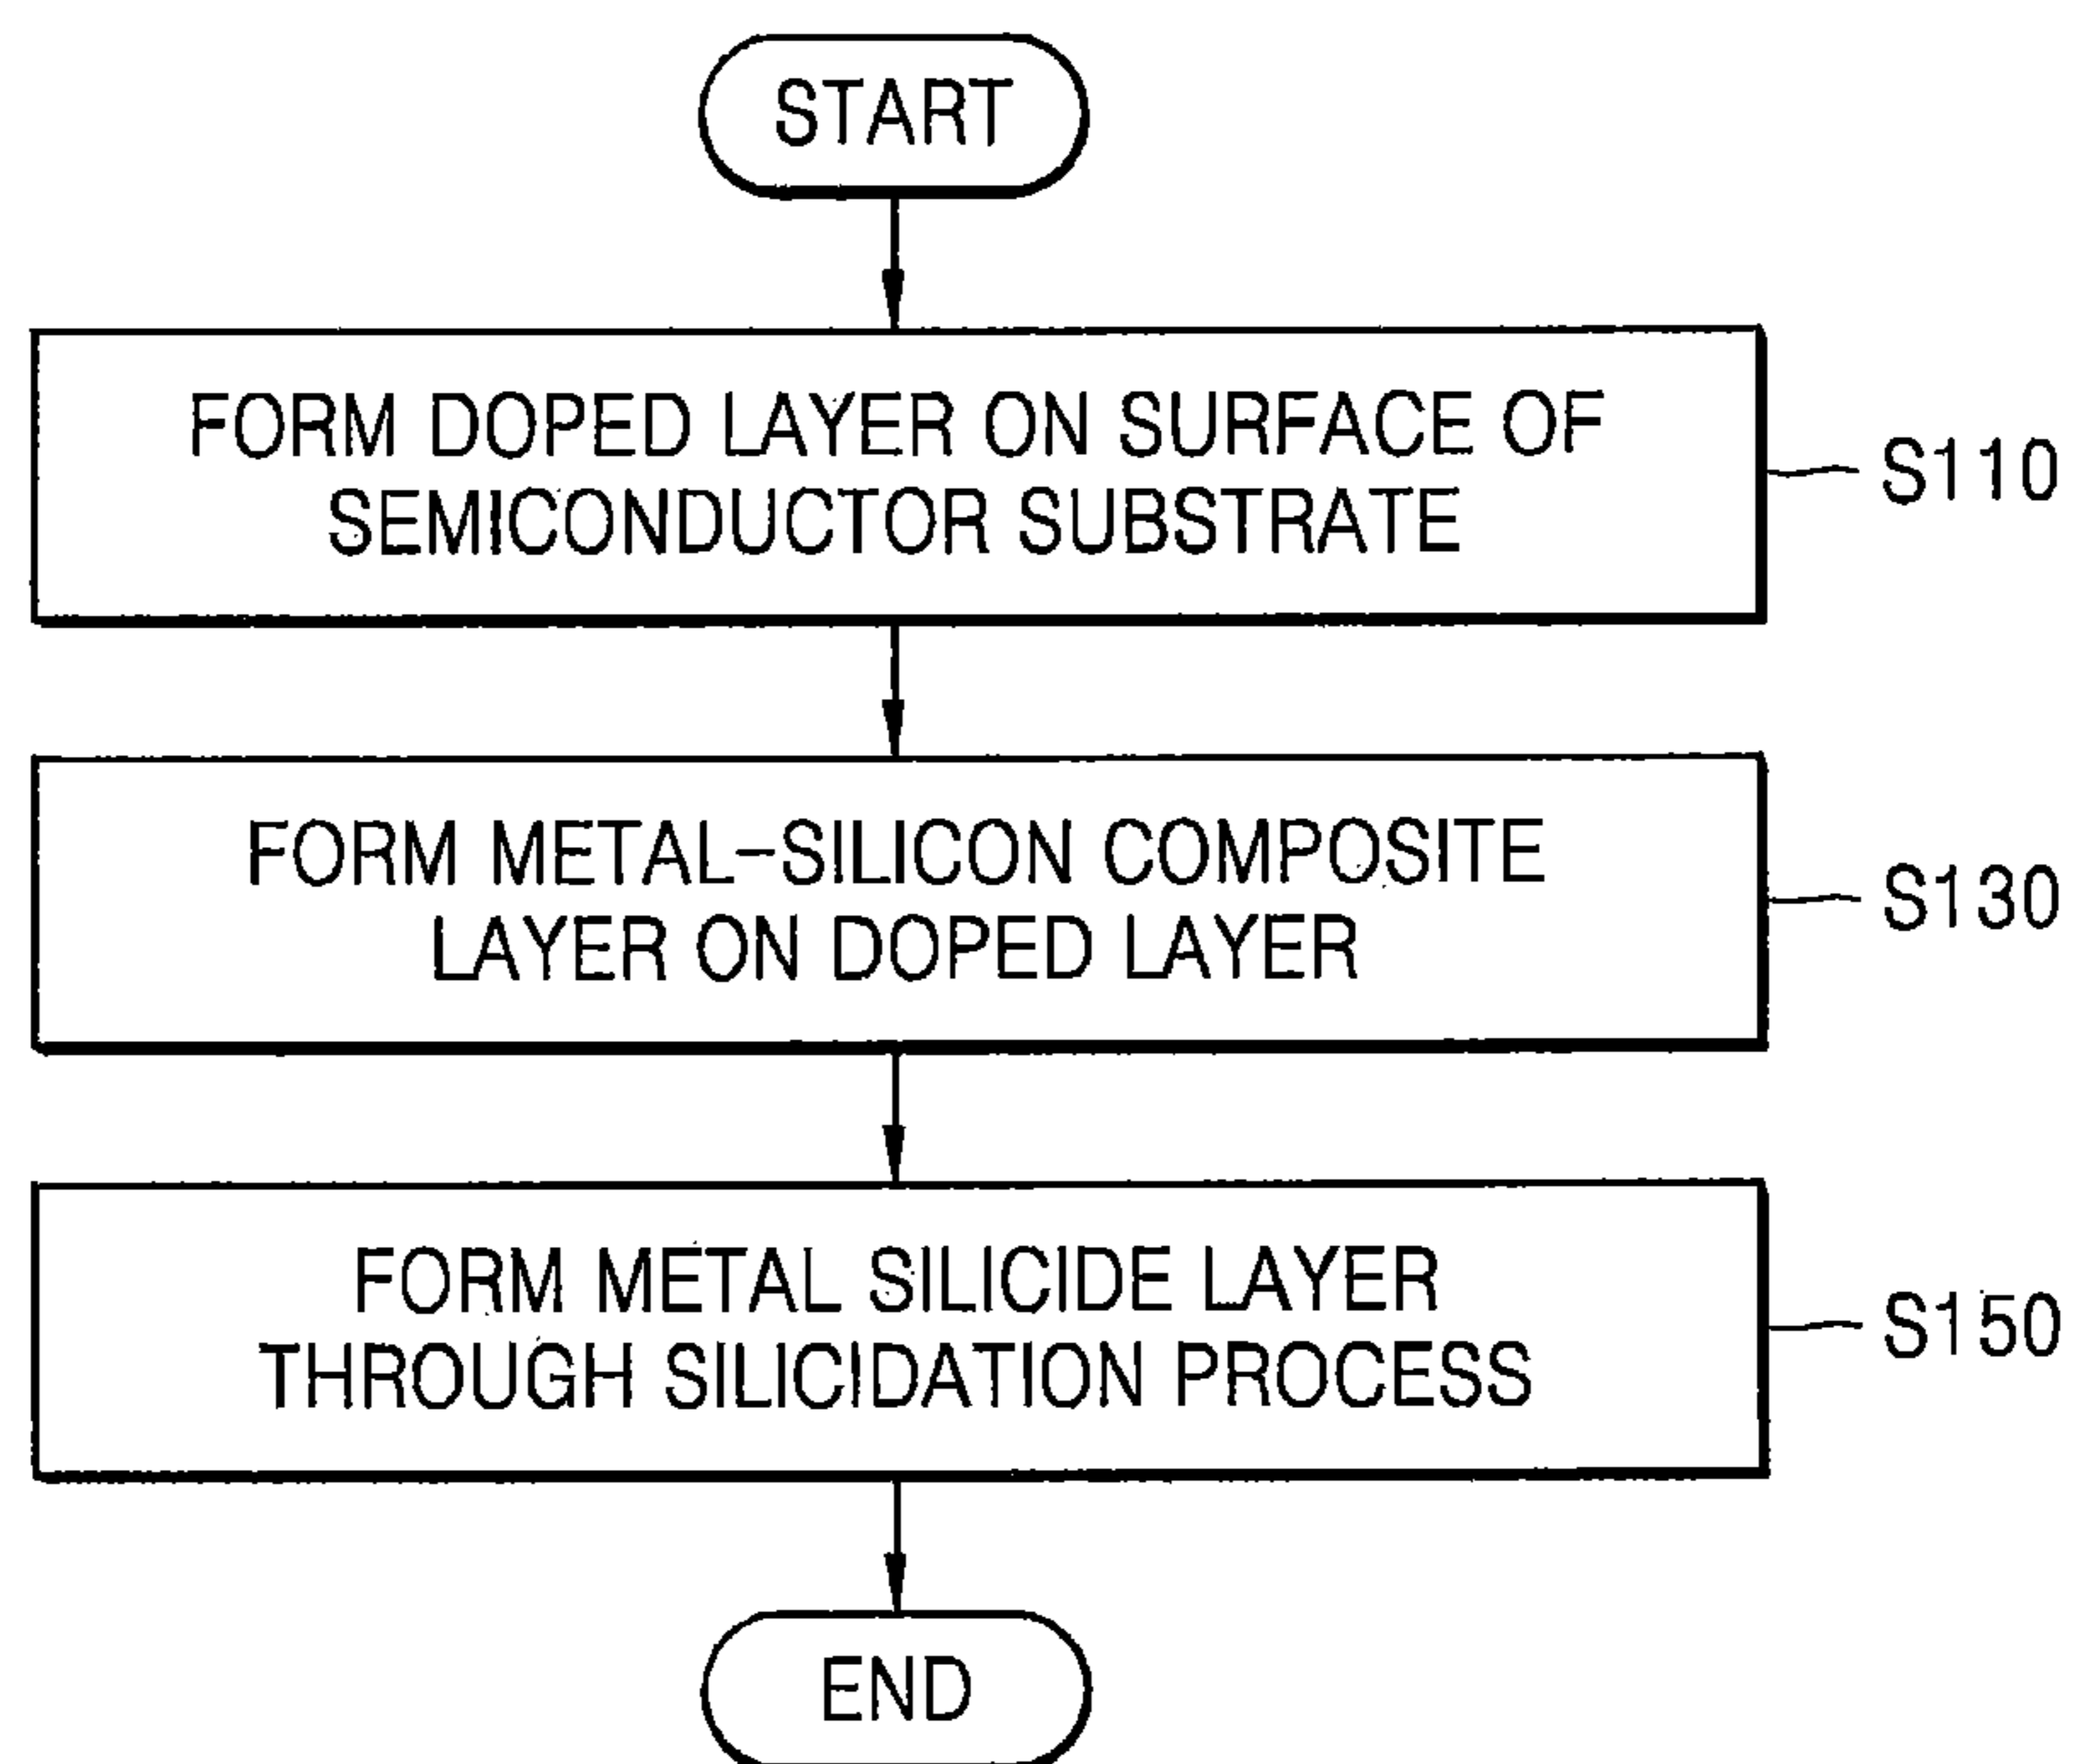 START
FORM DOPED LAYER ON SURFACE OF
SEMICONDUCTOR SUBSTRATE
S110
FORM METAL-SILICON COMPOSITE
LAYER ON DOPED LAYER
S130
FORM METAL SILICIDE LAYER
THROUGH SILICIDATION PROCESS
S150
END